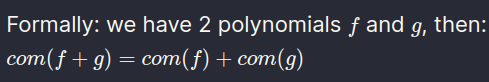 Formally: we have 2 polynomials f and g, then:
com(f + g) = com(f) + com(g)